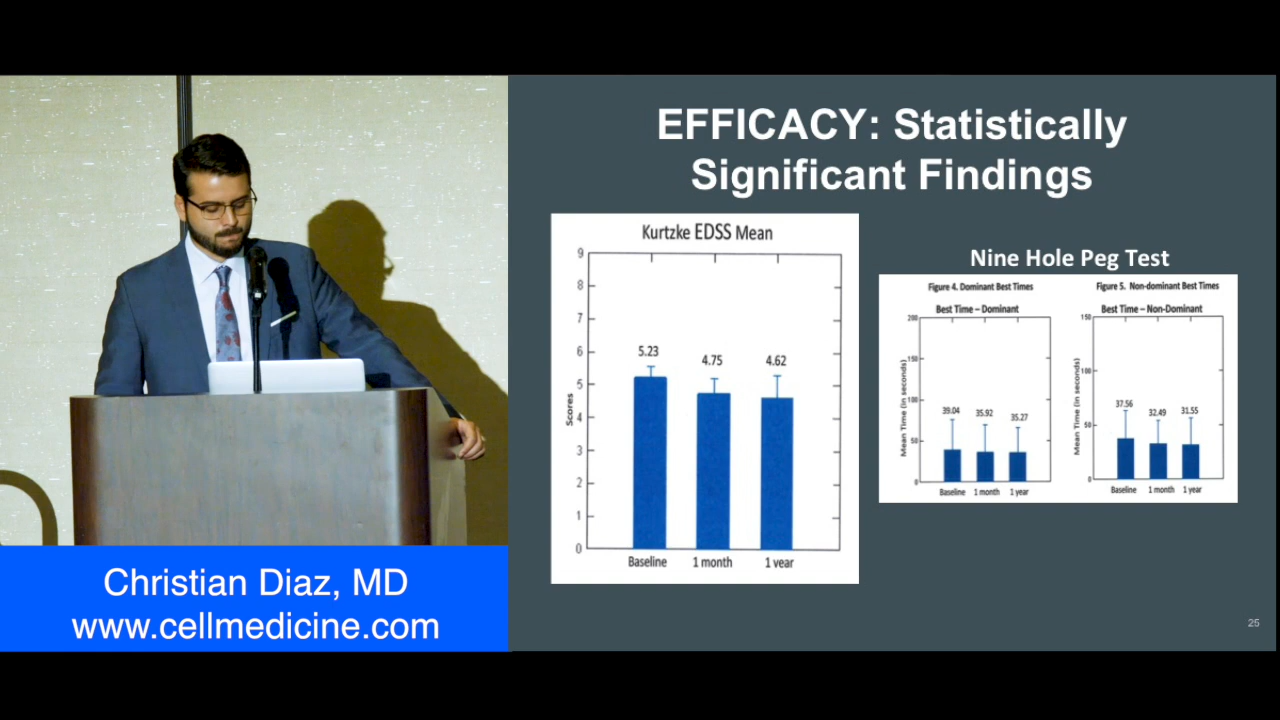 EFFICACY: Statistically
Significant Findings
Kurtzke EDSS Mean
9
8
7
6
5
4
3
2
1
0
Scores
5.23
4.75
4.62
Baseline
1 month
1 year
Nine Hole Peg Test
Figure 4. Dominant Best Times
Best Time – Dominant
200
150
100
50
0
Mean Time (in seconds)
39.04
35.92
35.27
Baseline
1 month
1 year
Figure 5. Non-dominant Best Times
Best Time – Non-Dominant
150
100
50
0
Mean Time (in seconds)
37.56
32.49
31.55
Baseline
1 month
1 year
25
Christian Diaz, MD
www.cellmedicine.com